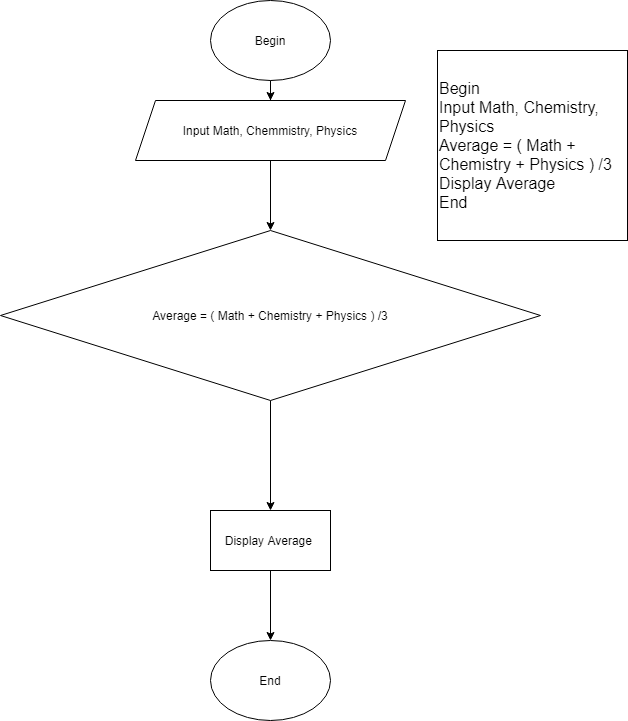 Begin
Input Math, Chemmistry, Physics
Average = ( Math + Chemistry + Physics ) /3
Display Average
End
Begin
Input Math, Chemistry,
Physics
Average = ( Math +
Chemistry + Physics ) /3
Display Average
End